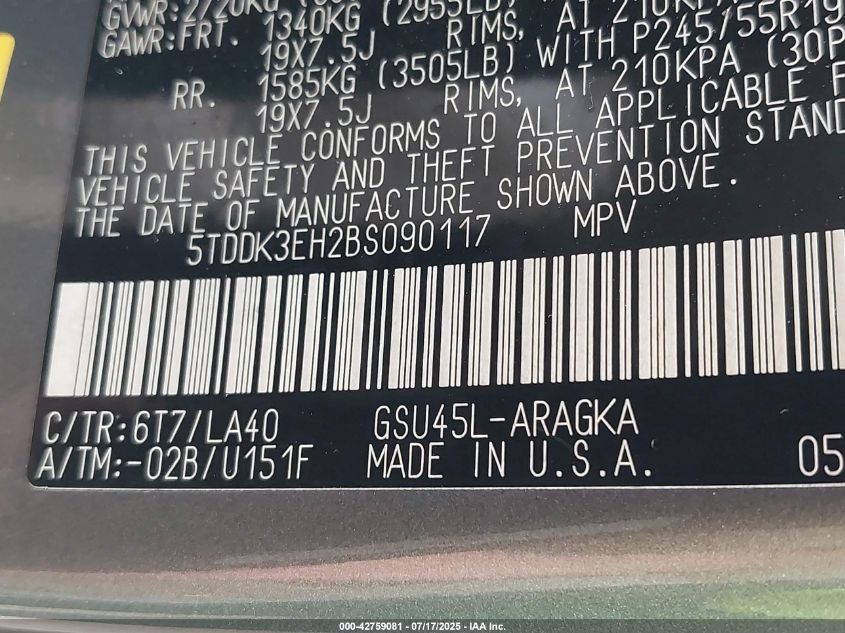 GVWR:2720KG
GAWR:FRT. 1340KG (2955LB)
19X7.5J RIMS, AT 210KPA
RR. 1585KG (3505LB) WITH P245/55R19
19X7.5J RIMS, AT 210KPA (30P
THIS VEHICLE CONFORMS TO ALL APPLICABLE F
VEHICLE SAFETY AND THEFT PREVENTION STAND
THE DATE OF MANUFACTURE SHOWN ABOVE.
5TDDK3EH2BS090117 MPV
C/TR:6T7/LA40 GSU45L-ARAGKA
A/TM:-02B/U151F MADE IN U.S.A. 05
000-42759081 - 07/17/2025 - IAA Inc.